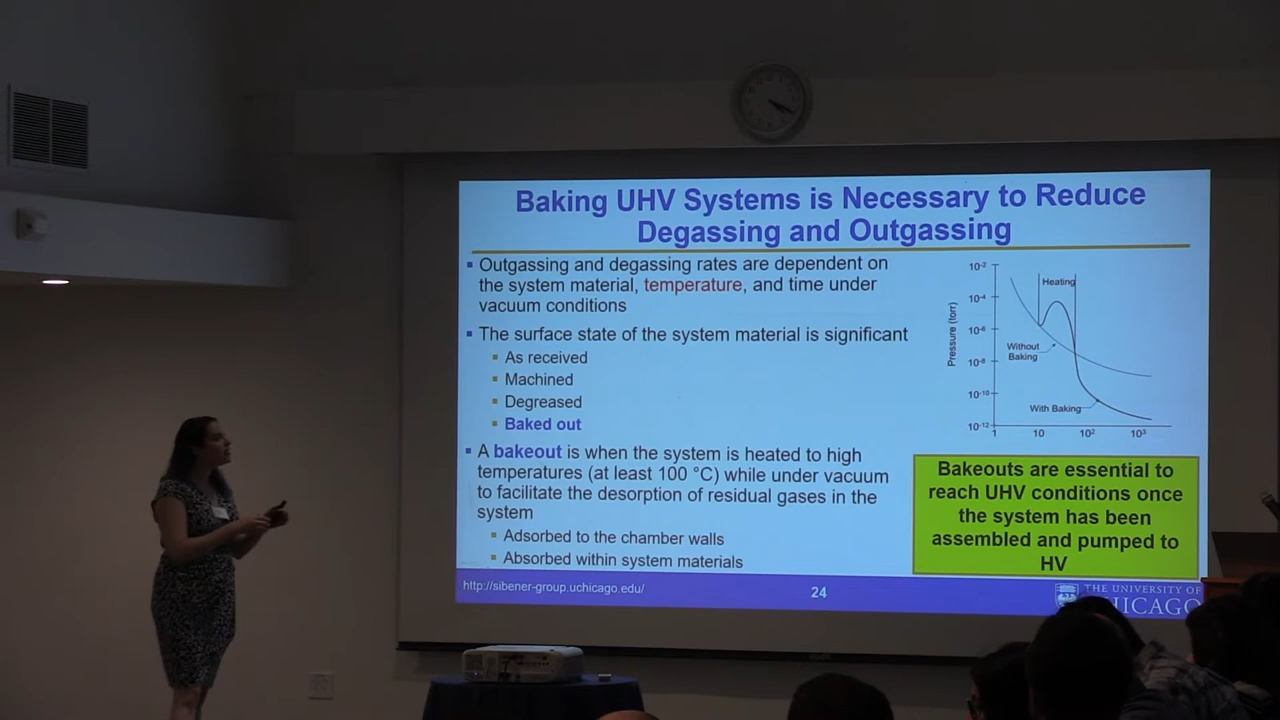 Baking UHV Systems is Necessary to Reduce
Degassing and Outgassing
Outgassing and degassing rates are dependent on
the system material, temperature, and time under
vacuum conditions
The surface state of the system material is significant
As received
Machined
Degreased
Baked out
A bakeout is when the system is heated to high
temperatures (at least 100 °C) while under vacuum
to facilitate the desorption of residual gases in the
system
Adsorbed to the chamber walls
Absorbed within system materials
Pressure (torr)
10⁻²
10⁻⁴
10⁻⁶
10⁻⁸
10⁻¹⁰
10⁻¹²
1
10
10²
10³
Heating
Without
Baking
With Baking
Bakeouts are essential to
reach UHV conditions once
the system has been
assembled and pumped to
HV
http://sibener-group.uchicago.edu/
24
THE UNIVERSITY OF
HICAGO